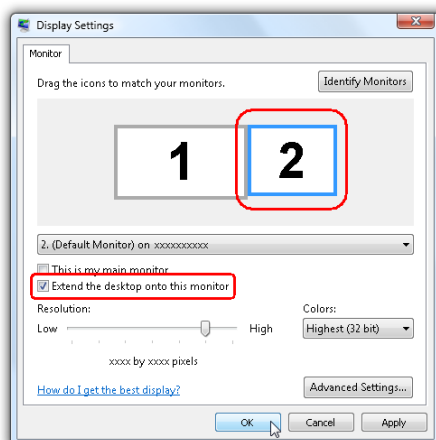 Display Settings
Monitor
Drag the icons to match your monitors.
Identify Monitors
1
2
2. (Default Monitor) on xxxxxxxxxx
This is my main monitor
Extend the desktop onto this monitor
Resolution:
Colors:
Low
High
Highest (32 bit)
xxxx by xxxx pixels
How do I get the best display?
Advanced Settings...
OK
Cancel
Apply